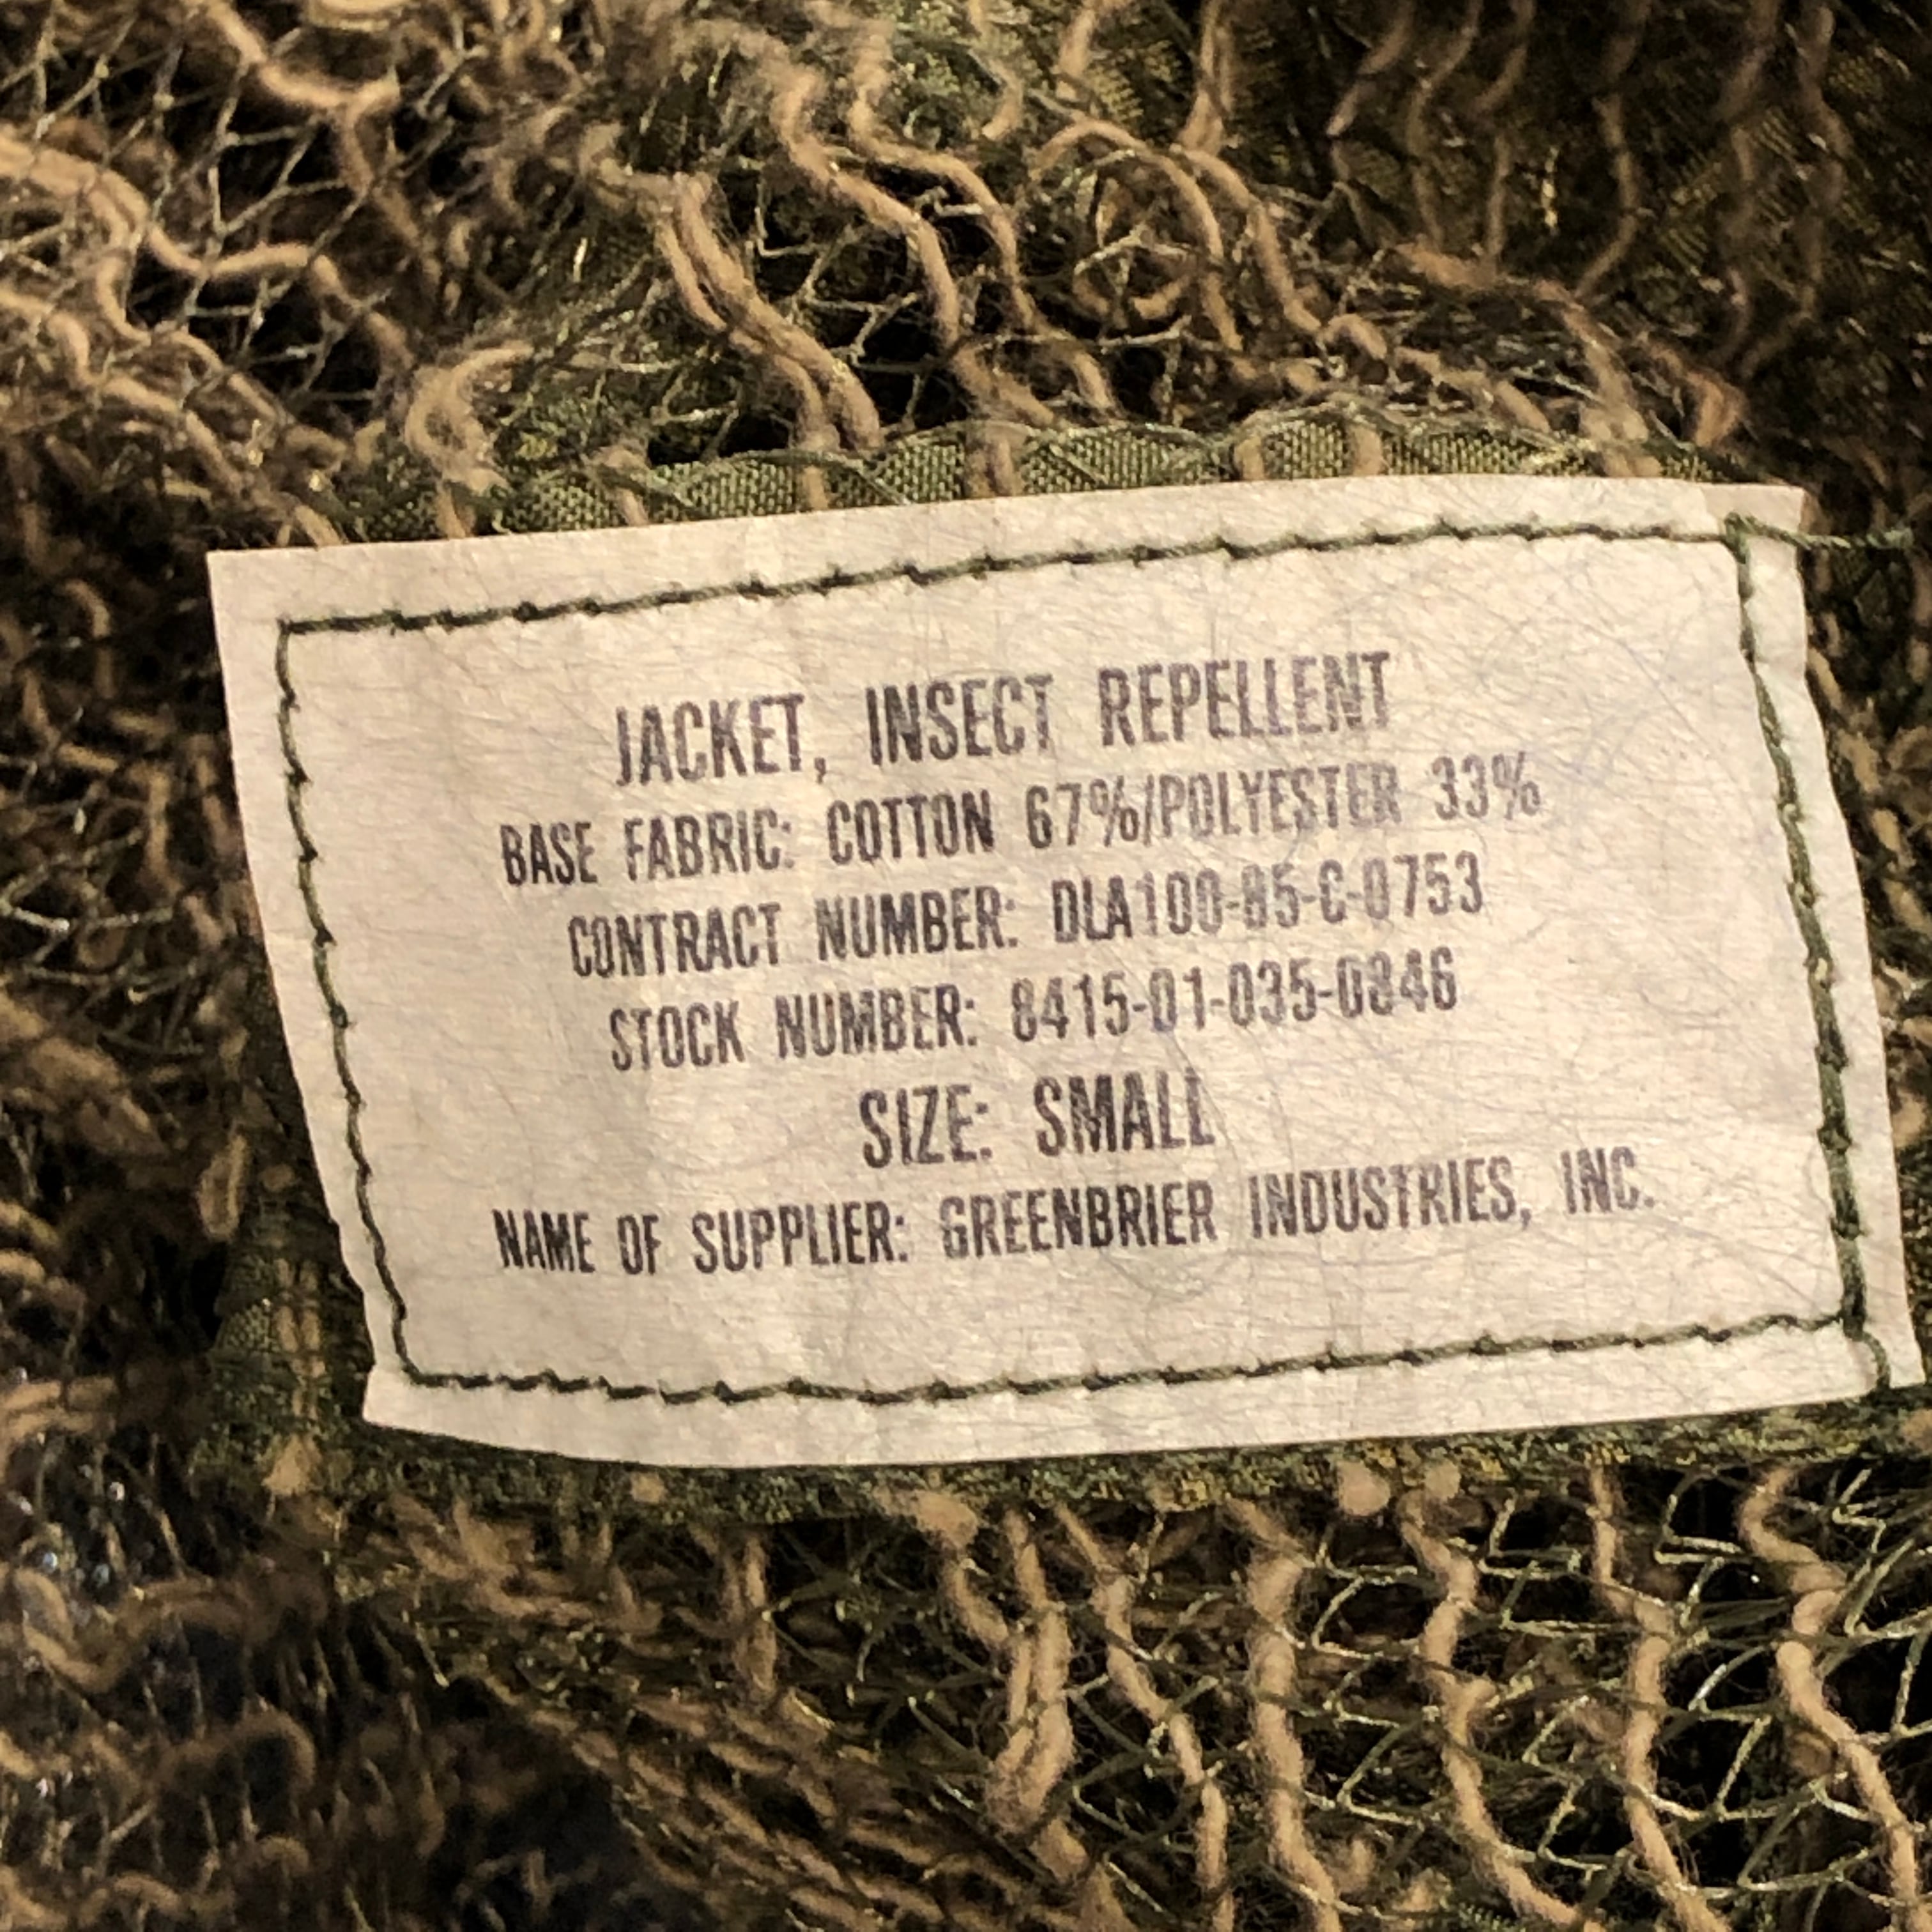 JACKET, INSECT REPELLENT
BASE FABRIC: COTTON 67%/POLYESTER 33%
CONTRACT NUMBER: DLA100-85-C-0753
STOCK NUMBER: 8415-01-035-0846
SIZE: SMALL
NAME OF SUPPLIER: GREENBRIER INDUSTRIES, INC.